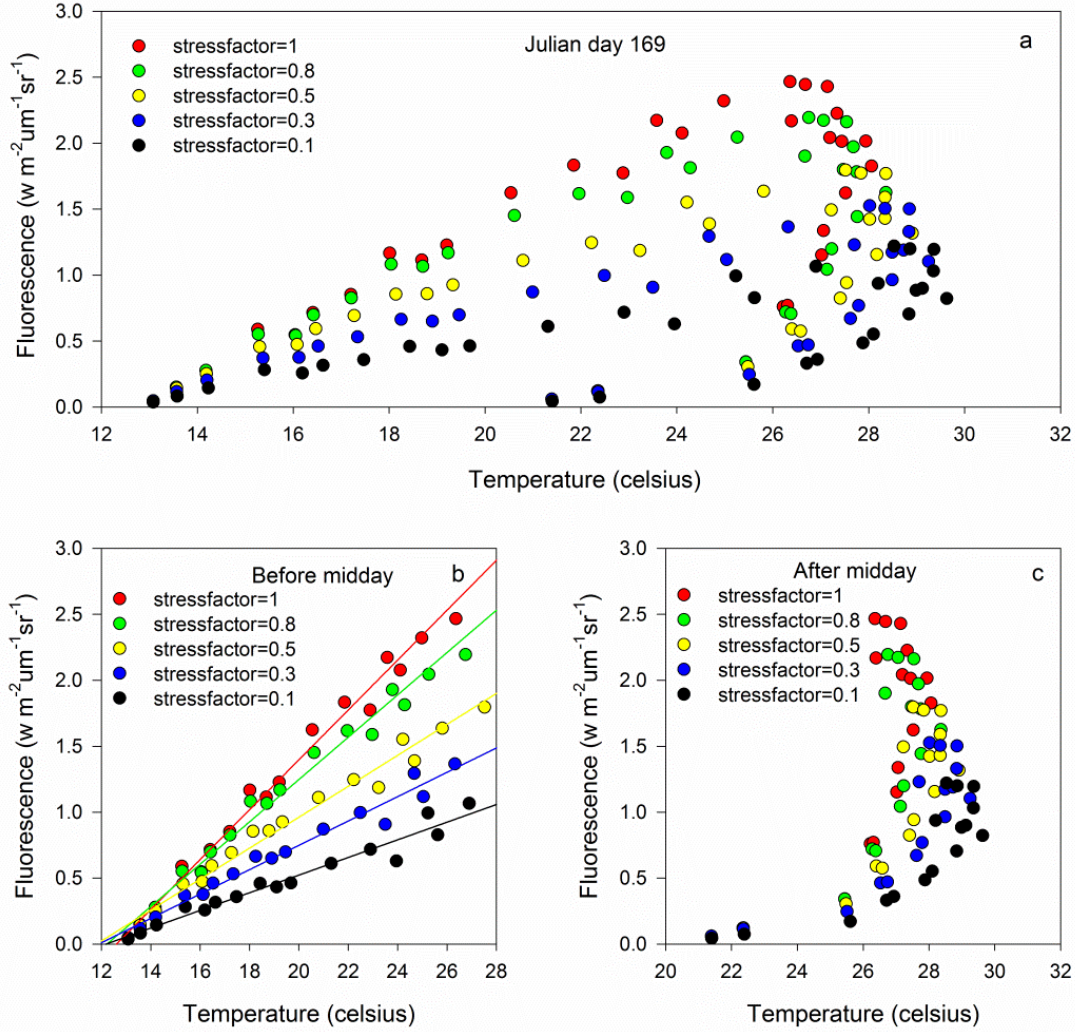 Julian day 169
a
stressfactor=1
stressfactor=0.8
stressfactor=0.5
stressfactor=0.3
stressfactor=0.1
Fluorescence (w m⁻²um⁻¹sr⁻¹)
3.0
2.5
2.0
1.5
1.0
0.5
0.0
12 14 16 18 20 22 24 26 28 30 32
Temperature (celsius)
Before midday
b
stressfactor=1
stressfactor=0.8
stressfactor=0.5
stressfactor=0.3
stressfactor=0.1
Fluorescence (w m⁻²um⁻¹sr⁻¹)
3.0
2.5
2.0
1.5
1.0
0.5
0.0
12 14 16 18 20 22 24 26 28
Temperature (celsius)
After midday
c
stressfactor=1
stressfactor=0.8
stressfactor=0.5
stressfactor=0.3
stressfactor=0.1
Fluorescence (w m⁻²um⁻¹sr⁻¹)
3.0
2.5
2.0
1.5
1.0
0.5
0.0
20 22 24 26 28 30 32
Temperature (celsius)